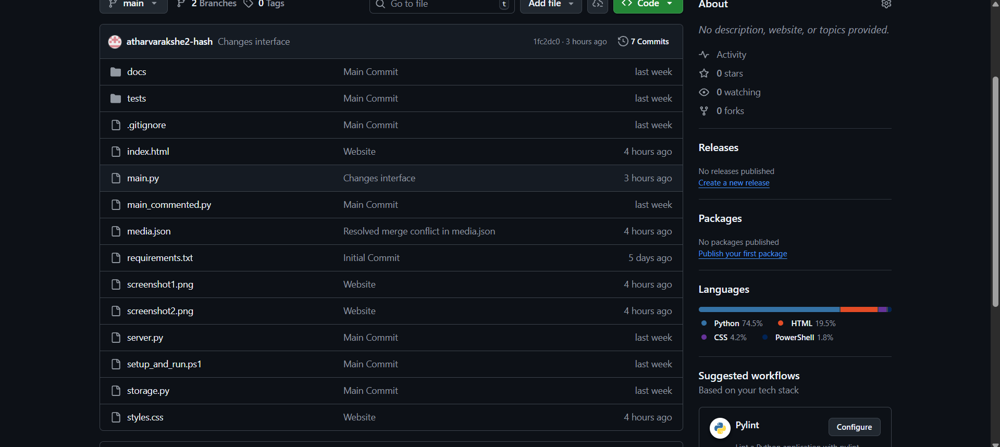 main
2 Branches
0 Tags
Go to file
t
Add file
Code
atharvarakshe2-hash Changes interface 1fc2dc0 · 3 hours ago 7 Commits
docs Main Commit last week
tests Main Commit last week
.gitignore Main Commit last week
index.html Website 4 hours ago
main.py Changes interface 3 hours ago
main_commented.py Main Commit last week
media.json Resolved merge conflict in media.json 4 hours ago
requirements.txt Initial Commit 5 days ago
screenshot1.png Website 4 hours ago
screenshot2.png Website 4 hours ago
server.py Main Commit last week
setup_and_run.ps1 Main Commit last week
storage.py Main Commit last week
styles.css Website 4 hours ago
About
No description, website, or topics provided.
Activity
0 stars
0 watching
0 forks
Releases
No releases published
Create a new release
Packages
No packages published
Publish your first package
Languages
Python 74.5% HTML 19.5%
CSS 4.2% PowerShell 1.8%
Suggested workflows
Based on your tech stack
Pylint
Configure
Lint a Python application with pylint